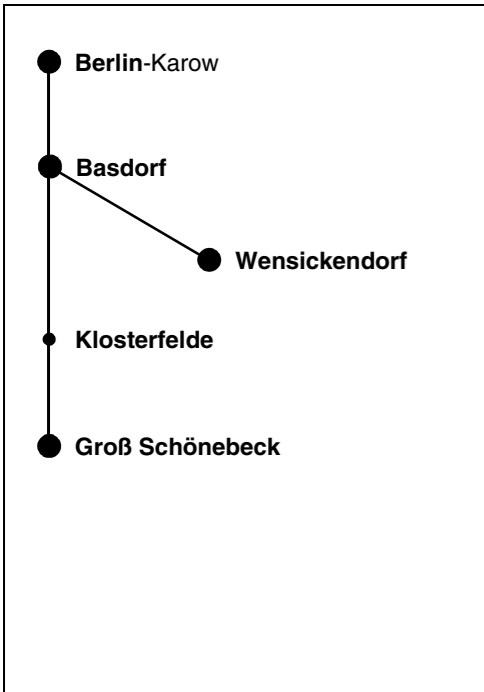 Berlin-Karow
Basdorf
Wensickendorf
Klosterfelde
Groß Schönebeck